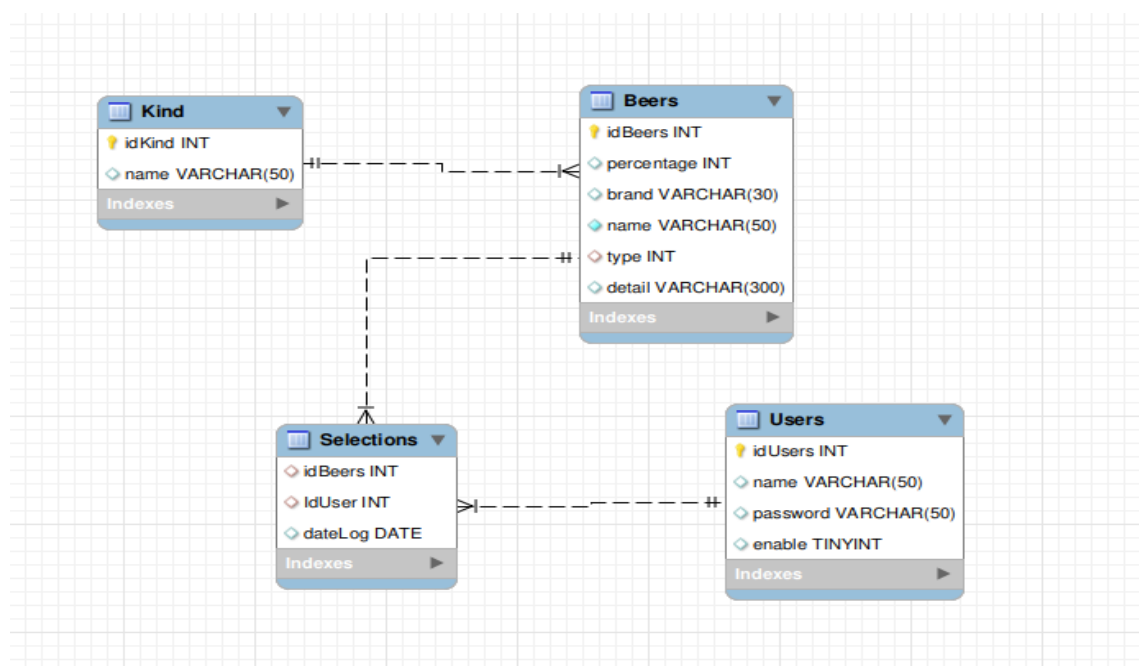 Kind
idKind INT
name VARCHAR(50)
Indexes
Beers
idBeers INT
percentage INT
brand VARCHAR(30)
name VARCHAR(50)
type INT
detail VARCHAR(300)
Indexes
Selections
idBeers INT
IdUser INT
dateLog DATE
Indexes
Users
idUsers INT
name VARCHAR(50)
password VARCHAR(50)
enable TINYINT
Indexes